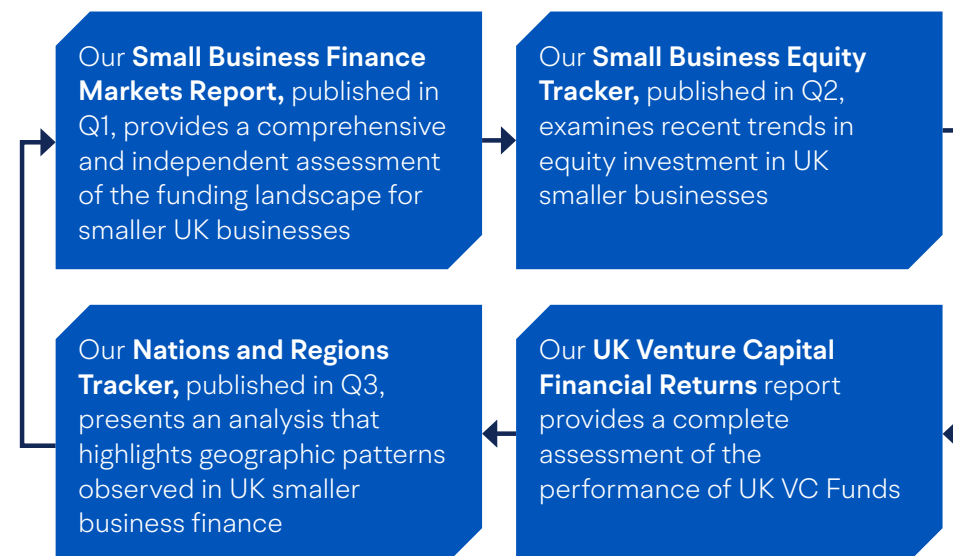 Our Small Business Finance
Markets Report, published in
Q1, provides a comprehensive
and independent assessment
of the funding landscape for
smaller UK businesses
Our Small Business Equity
Tracker, published in Q2,
examines recent trends in
equity investment in UK
smaller businesses
Our Nations and Regions
Tracker, published in Q3,
presents an analysis that
highlights geographic patterns
observed in UK smaller
business finance
Our UK Venture Capital
Financial Returns report
provides a complete
assessment of the
performance of UK VC Funds